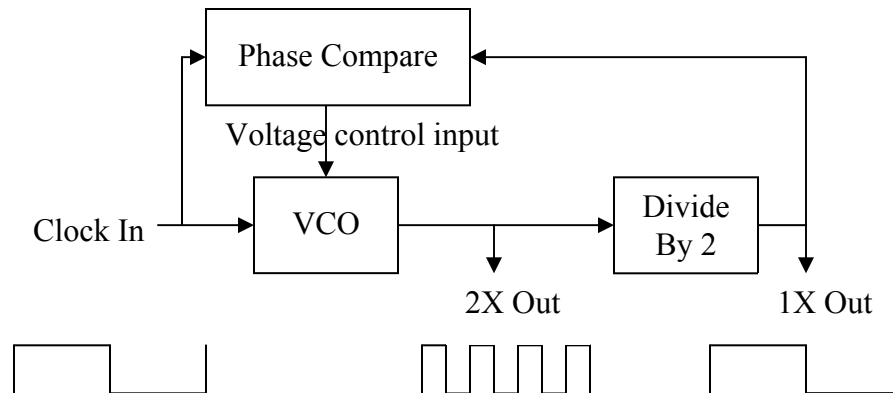 Phase Compare
Voltage control input
Clock In
VCO
Divide
By 2
2X Out
1X Out